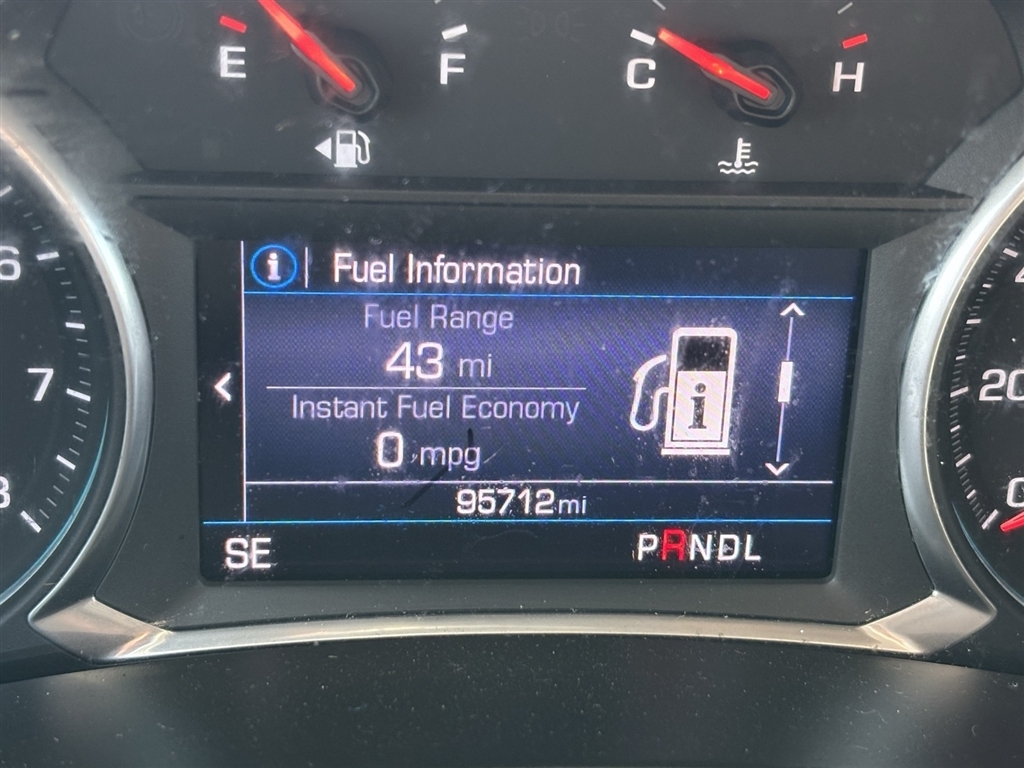 E F C H
6
7
i Fuel Information
Fuel Range
43 mi
Instant Fuel Economy
0 mpg
i
95712 mi
SE PRNDL
20